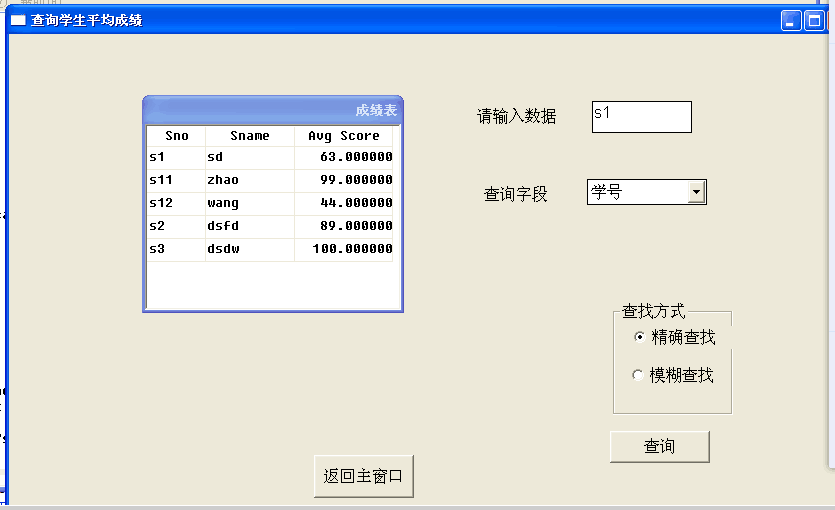 查询学生平均成绩
成绩表
Sno Sname Avg Score
s1 sd 63.000000
s11 zhao 99.000000
s12 wang 44.000000
s2 dsfd 89.000000
s3 dsdw 100.000000
请输入数据 s1
查询字段 学号
查找方式
精确查找
模糊查找
查询
返回主窗口